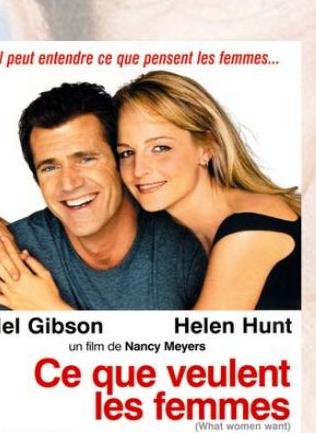 l peut entendre ce que pensent les femmes...
el Gibson Helen Hunt
un film de Nancy Meyers
Ce que veulent
les femmes
(What women want)